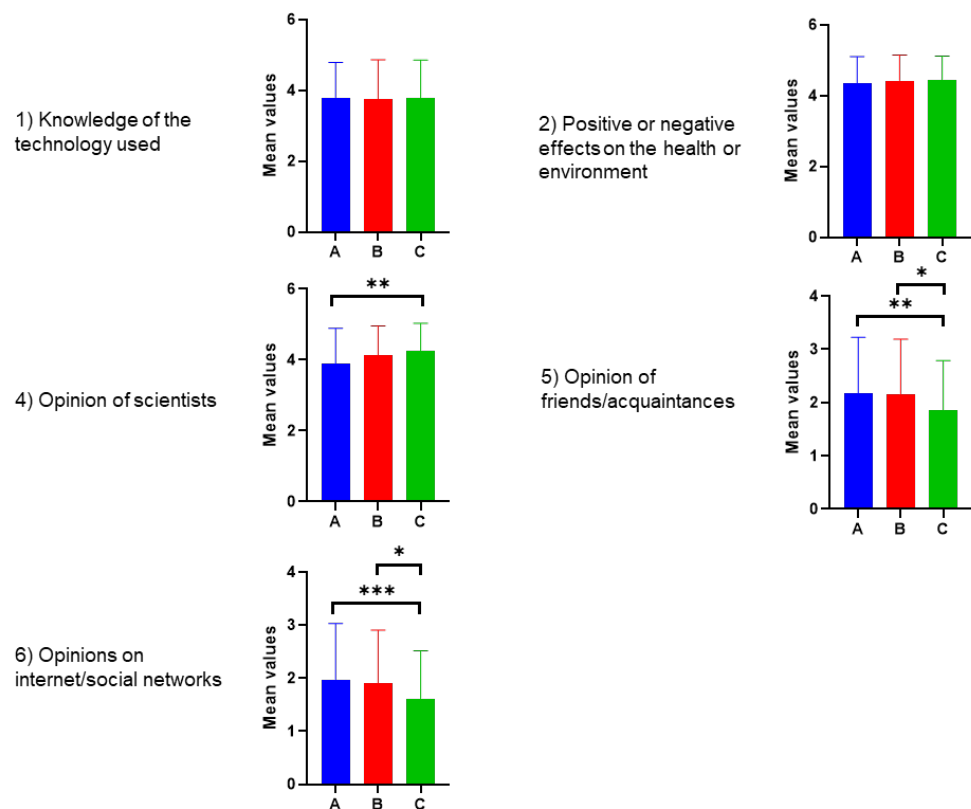 1) Knowledge of the
technology used
Mean values
6
4
2
0
A B C
2) Positive or negative
effects on the health or
environment
Mean values
6
4
2
0
A B C
4) Opinion of scientists
Mean values
6
4
2
0
**
A B C
5) Opinion of
friends/acquaintances
Mean values
4
3
2
1
0
*
**
A B C
6) Opinions on
internet/social networks
Mean values
4
3
2
1
0
*
***
A B C